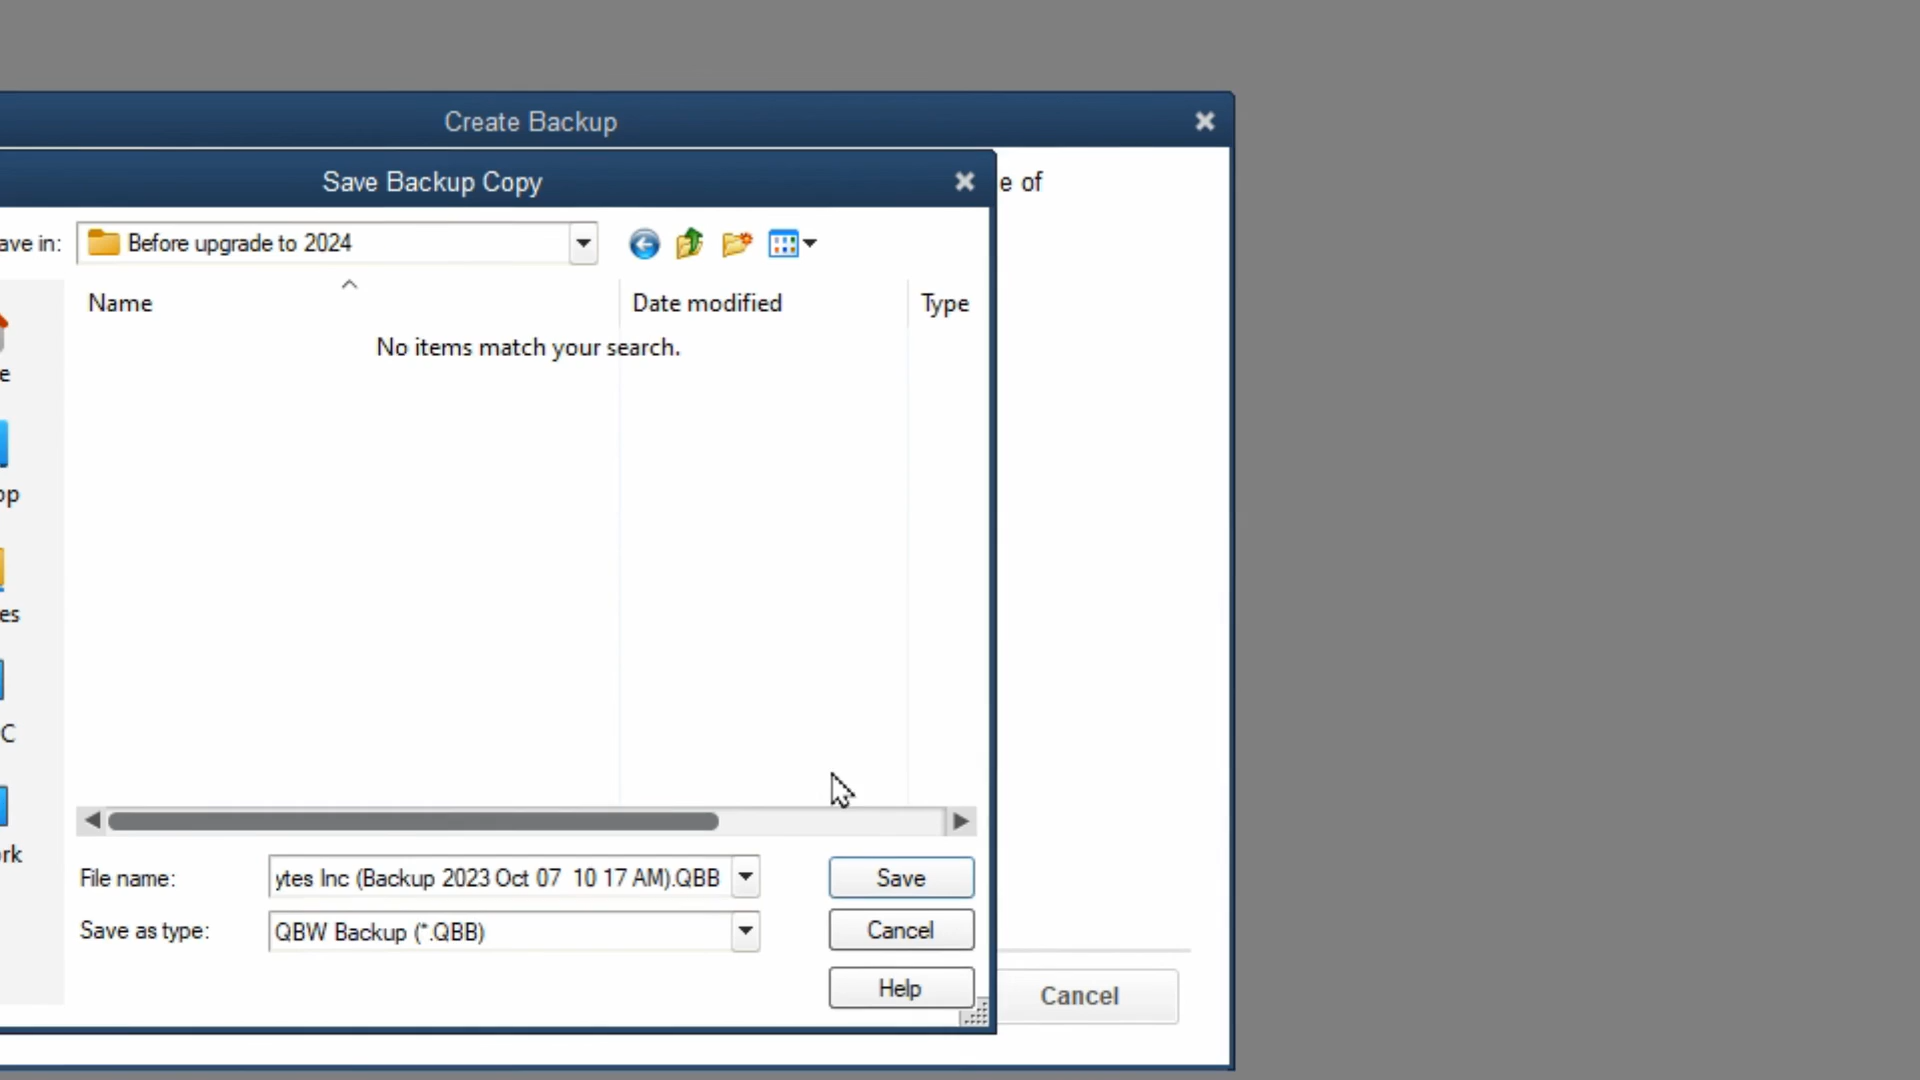 Create Backup
Save Backup Copy
e of
ave in: Before upgrade to 2024
Name Date modified Type
No items match your search.
e
op
es
C
rk
File name: ytes Inc (Backup 2023 Oct 07 10 17 AM).QBB Save
Save as type: QBW Backup (*.QBB) Cancel
Help
Cancel